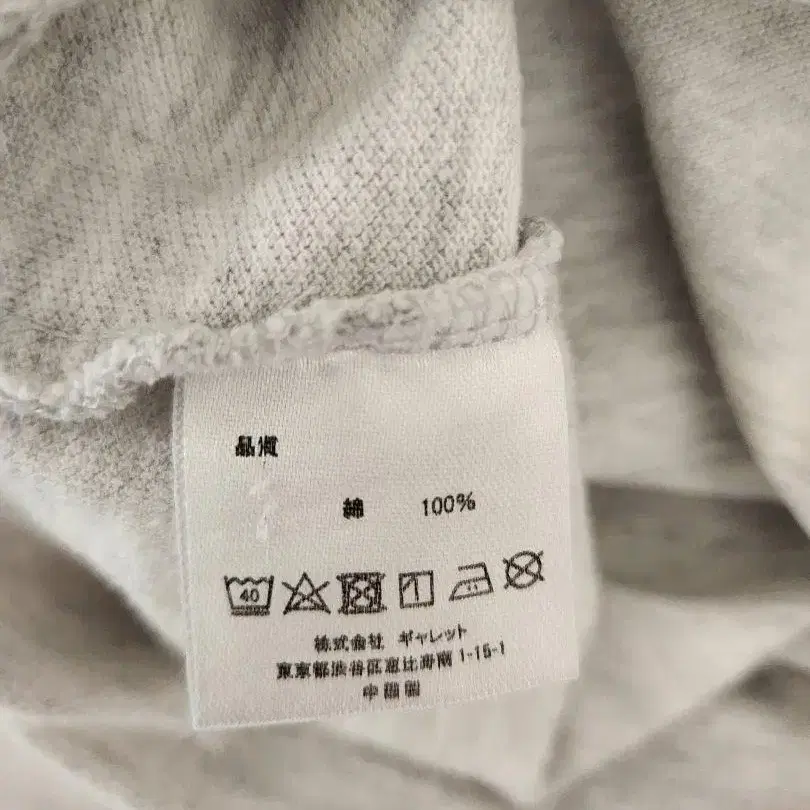 品質
綿 100%
40
株式会社 ギャレット
東京都渋谷区恵比寿南 1-15-1
中国製